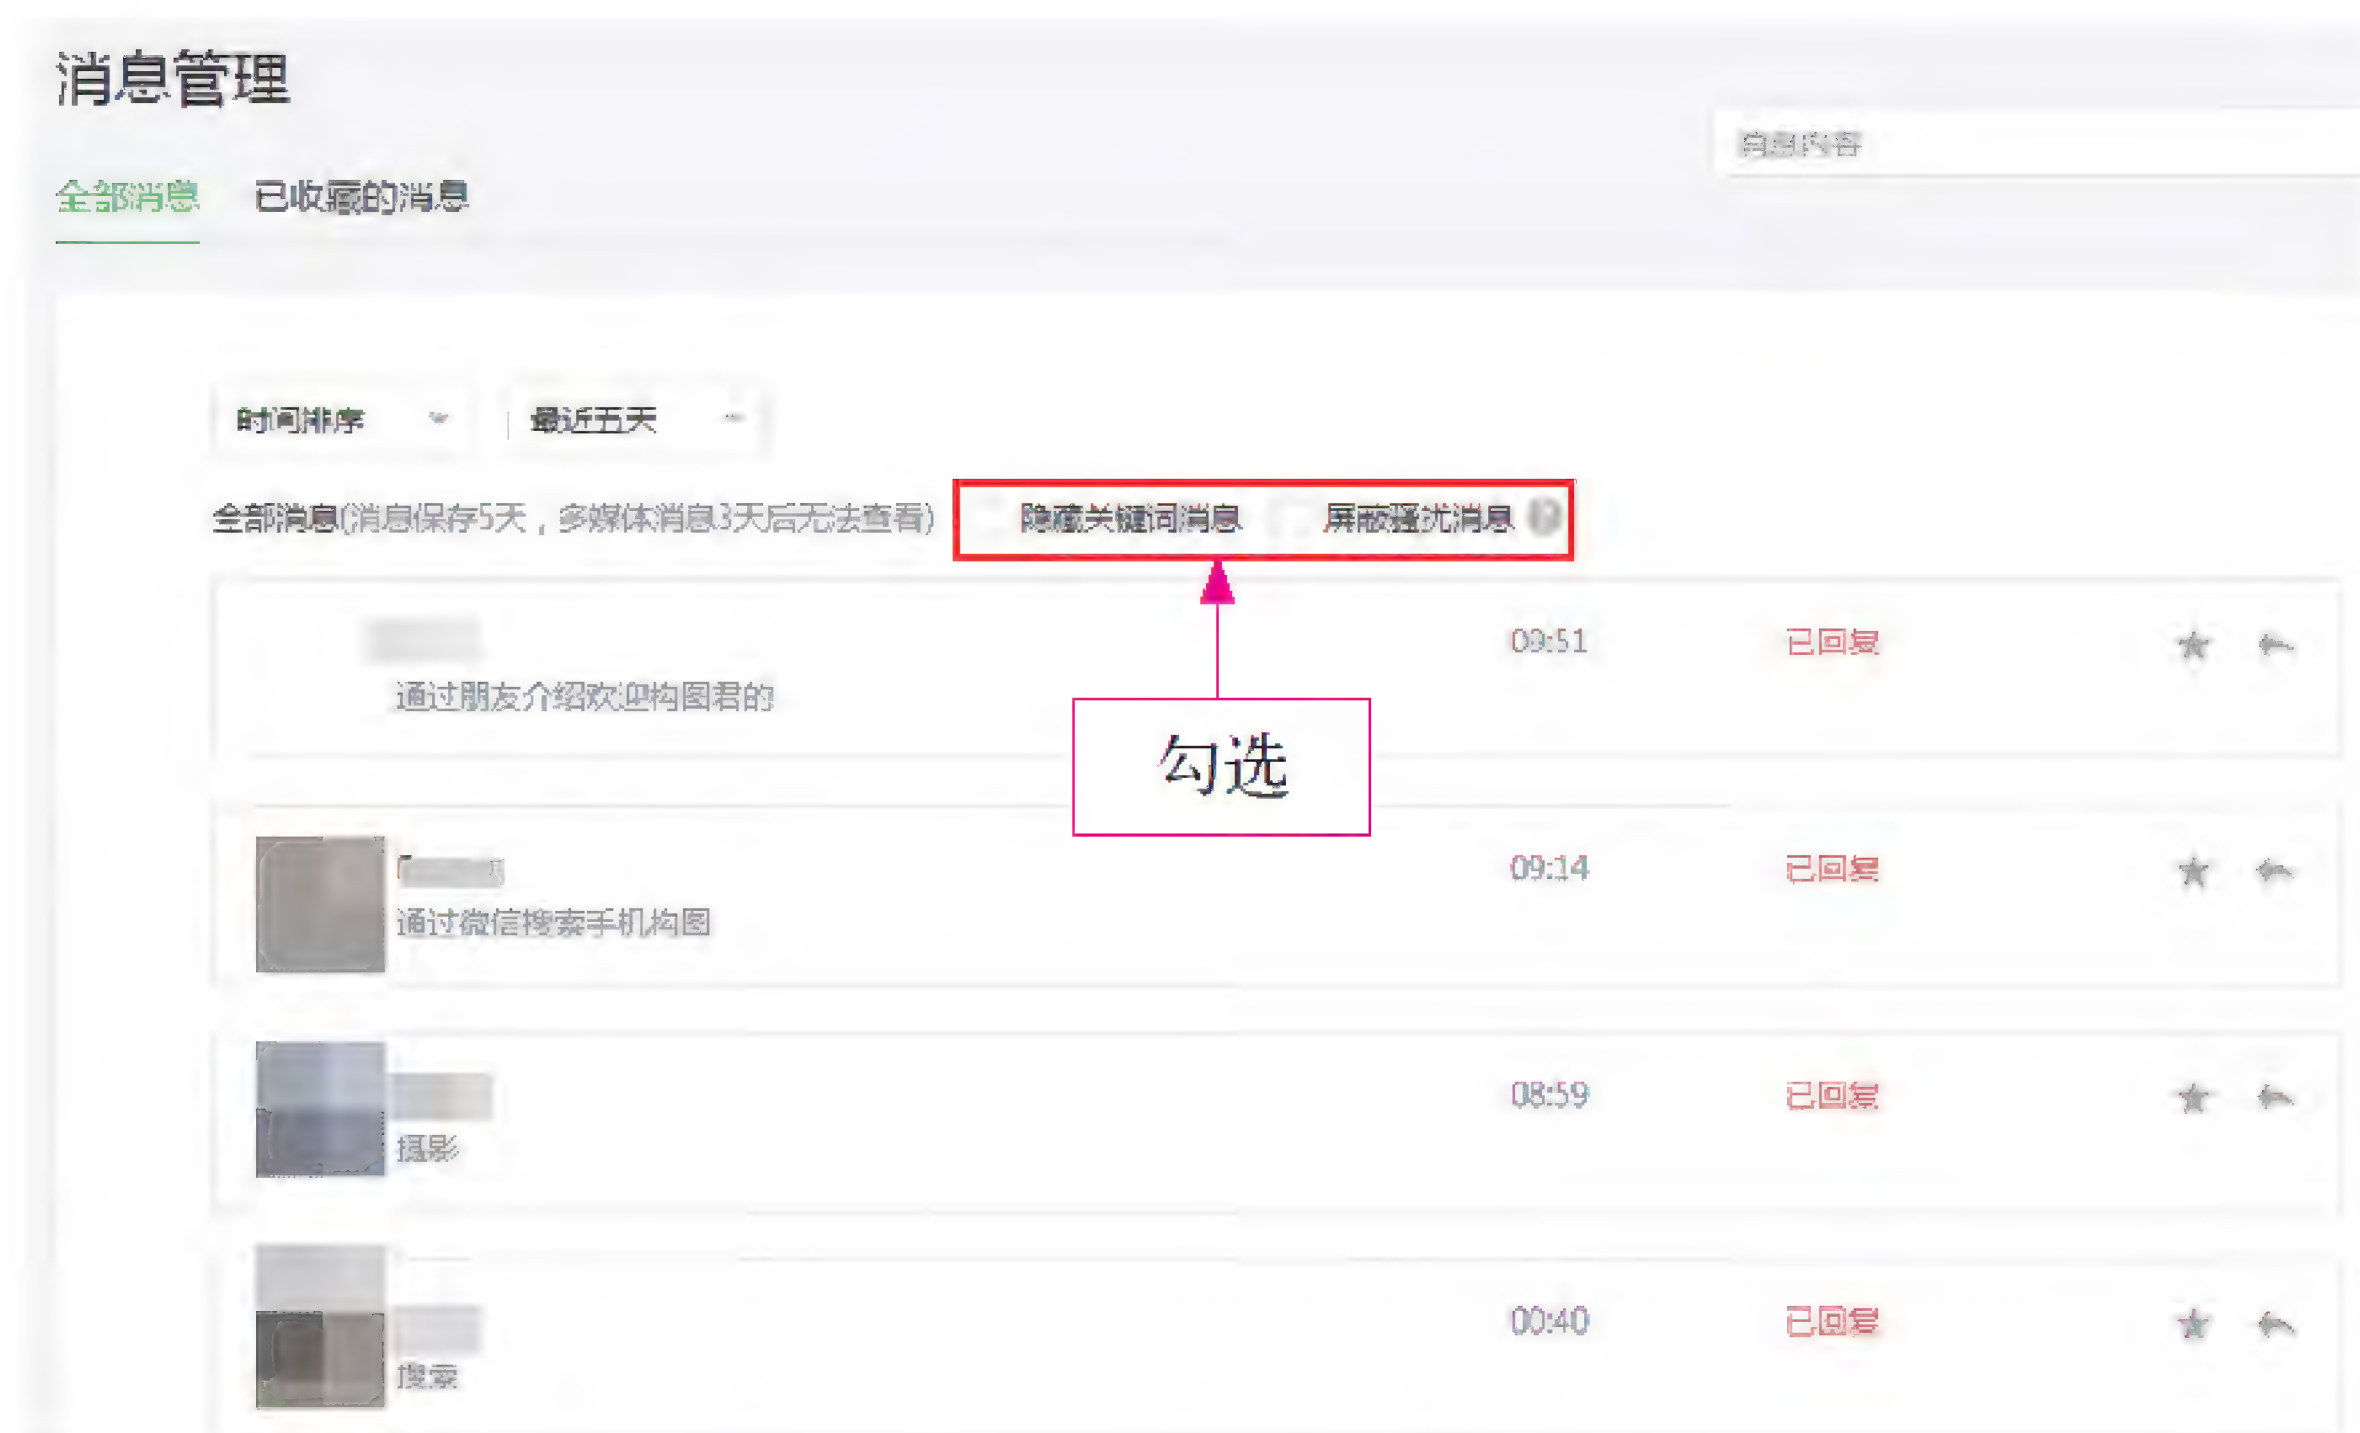 消息管理
消息内容
全部消息 已收藏的消息
时间排序 最近五天
全部消息(消息保存5天，多媒体消息3天后无法查看) 隐藏关键词消息 屏蔽骚扰消息
09:51 已回复
通过朋友介绍欢迎构图君的
勾选
09:14 已回复
通过微信搜索手机构图
08:59 已回复
摄影
00:40 已回复
搜索